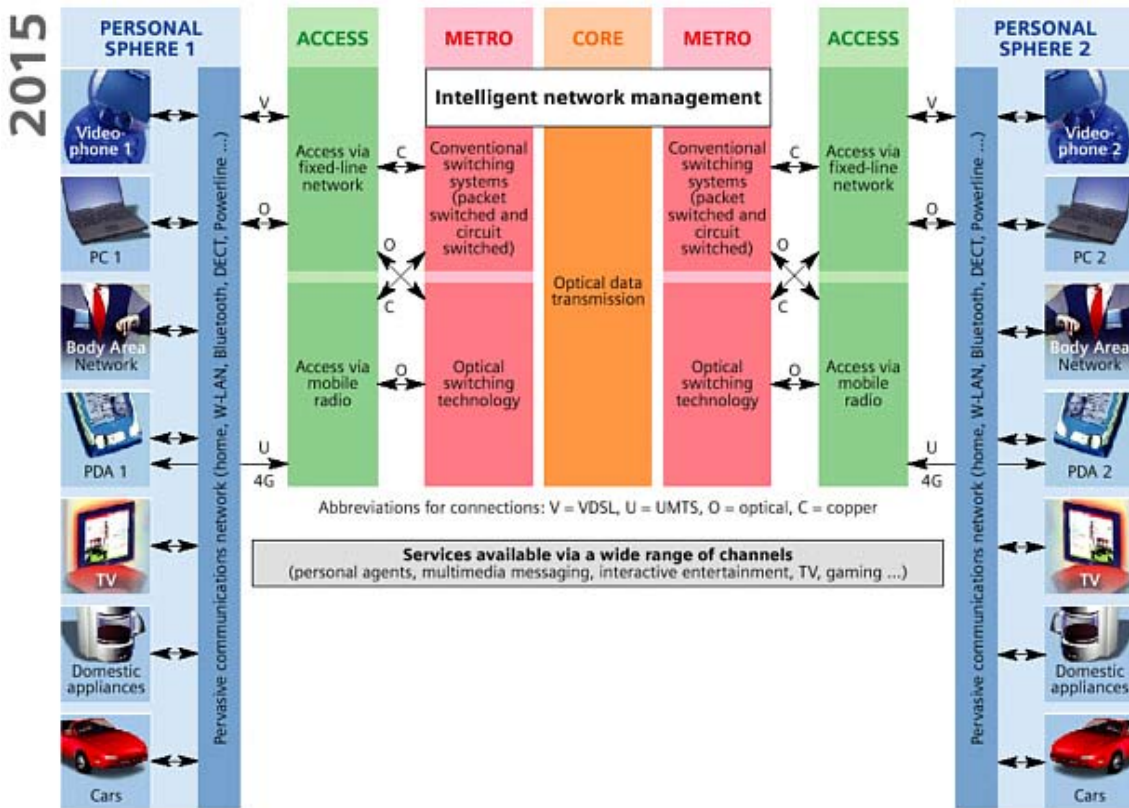 2015
PERSONAL
SPHERE 1
ACCESS
METRO
CORE
METRO
ACCESS
PERSONAL
SPHERE 2
Intelligent network management
Video-
phone 1
PC 1
Body Area
Network
PDA 1
TV
Domestic
appliances
Cars
Pervasive communications network (home, W-LAN, Bluetooth, DECT, Powerline ...)
V
O
U
4G
Access via
fixed-line
network
Access via
mobile
radio
C
O
C
O
Conventional
switching
systems
(packet
switched and
circuit
switched)
Optical
switching
technology
Optical data
transmission
Conventional
switching
systems
(packet
switched and
circuit
switched)
Optical
switching
technology
C
O
C
O
Access via
fixed-line
network
Access via
mobile
radio
V
O
U
4G
Pervasive communications network (home, W-LAN, Bluetooth, DECT, Powerline ...)
Video-
phone 2
PC 2
Body Area
Network
PDA 2
TV
Domestic
appliances
Cars
Abbreviations for connections: V = VDSL, U = UMTS, O = optical, C = copper
Services available via a wide range of channels
(personal agents, multimedia messaging, interactive entertainment, TV, gaming ...)